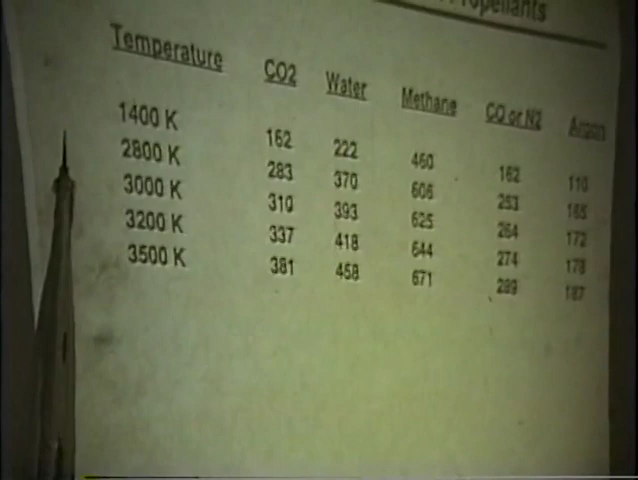 Propellants
Temperature CO2 Water Methane CO or N2 Argon
1400 K 162 222 460 162 110
2800 K 283 370 606 253 165
3000 K 310 393 625 264 172
3200 K 337 418 644 274 178
3500 K 381 458 671 289 187